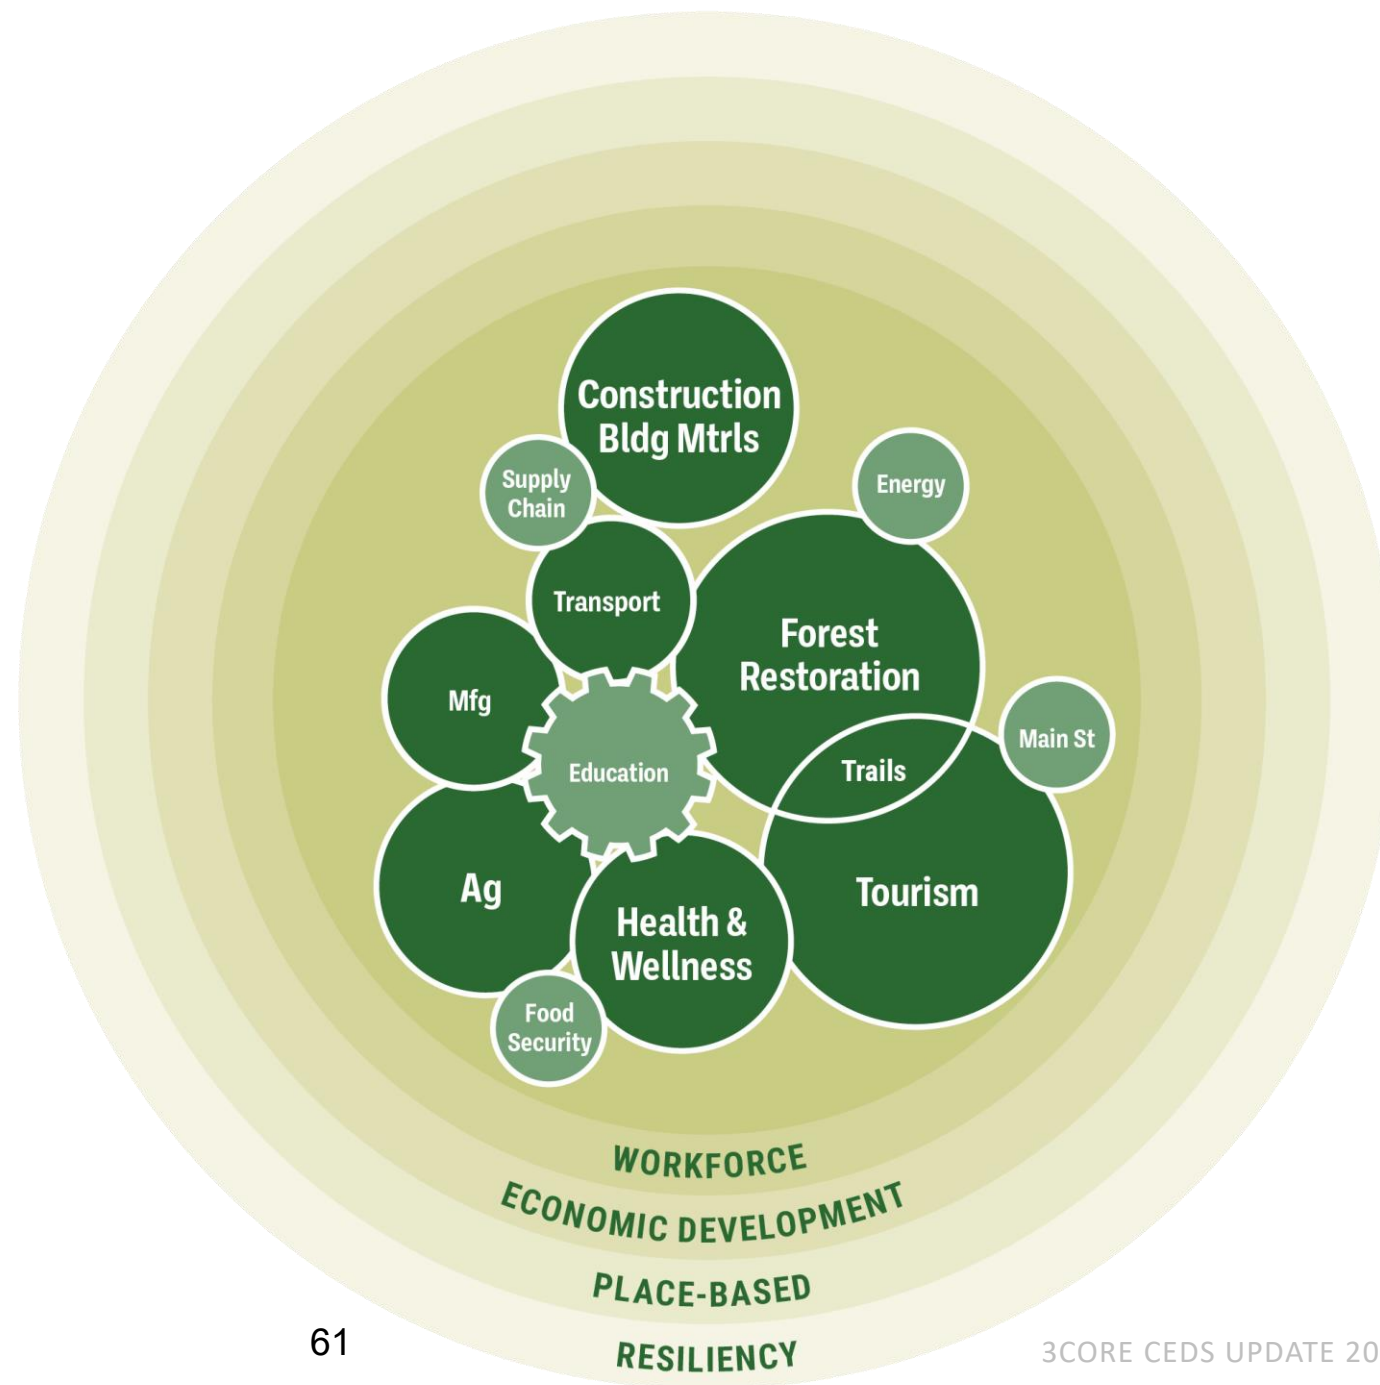 Construction
Bldg Mtrls
Supply
Chain
Energy
Transport
Forest
Restoration
Mfg
Main St
Trails
Education
Ag
Tourism
Health &
Wellness
Food
Security
WORKFORCE
ECONOMIC DEVELOPMENT
PLACE-BASED
RESILIENCY
61
3CORE CEDS UPDATE 20